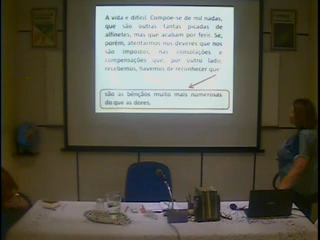 A vida é difícil. Compõe-se de mil nadas,
que são outras tantas picadas de
alfinetes, mas que acabam por ferir. Se,
porém, atentarmos nos deveres que nos
são impostos, nas consolações e
compensações que, por outro lado,
recebemos, havemos de reconhecer que
são as bênçãos muito mais numerosas
do que as dores.